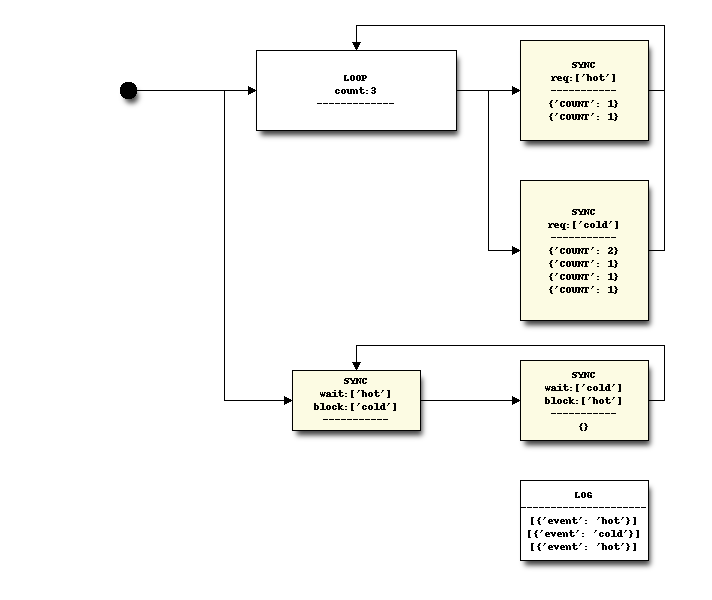 LOOP
count:3
-------------
SYNC
req:['hot']
-----------
{'COUNT': 1}
{'COUNT': 1}
SYNC
req:['cold']
-----------
{'COUNT': 2}
{'COUNT': 1}
{'COUNT': 1}
{'COUNT': 1}
SYNC
wait:['hot']
block:['cold']
-----------
SYNC
wait:['cold']
block:['hot']
-----------
{}
LOG
---------------------
[{'event': 'hot'}]
[{'event': 'cold'}]
[{'event': 'hot'}]